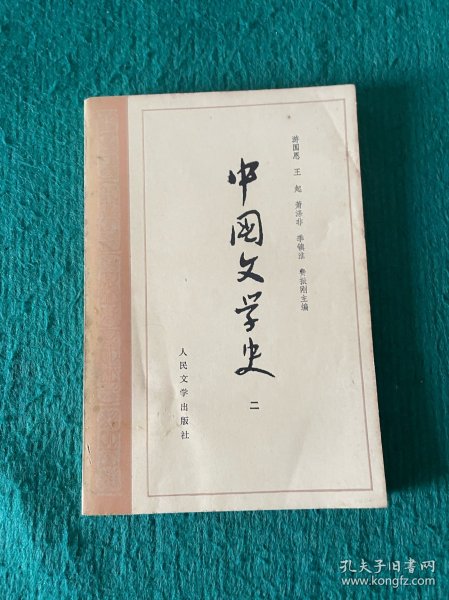 游国恩 王起 萧涤非 季镇淮 费振刚主编
中国文学史
二
人民文学出版社
孔夫子旧书网
www.kongfz.com